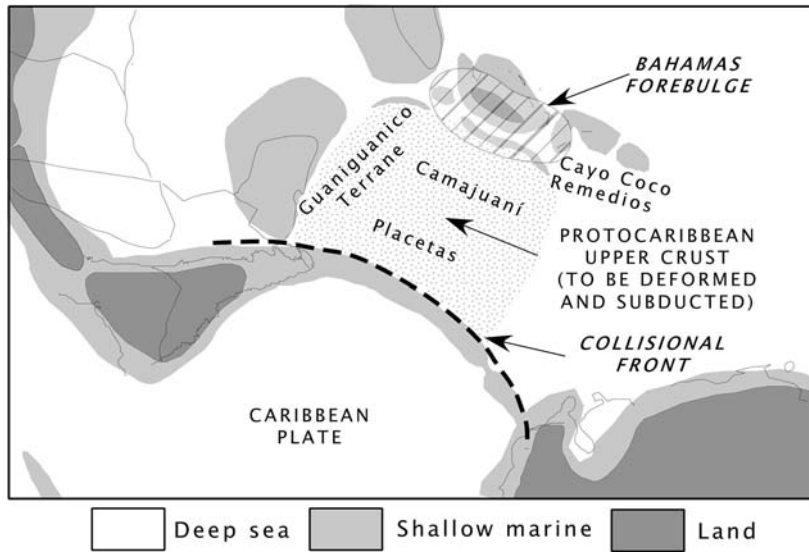 BAHAMAS
FOREBULGE
Guaniguanico
Terrane
Camajuaní
Cayo Coco
Remedios
Placetas
PROTOCARIBBEAN
UPPER CRUST
(TO BE DEFORMED
AND SUBDUCTED)
COLLISIONAL
FRONT
CARIBBEAN
PLATE
Deep sea
Shallow marine
Land